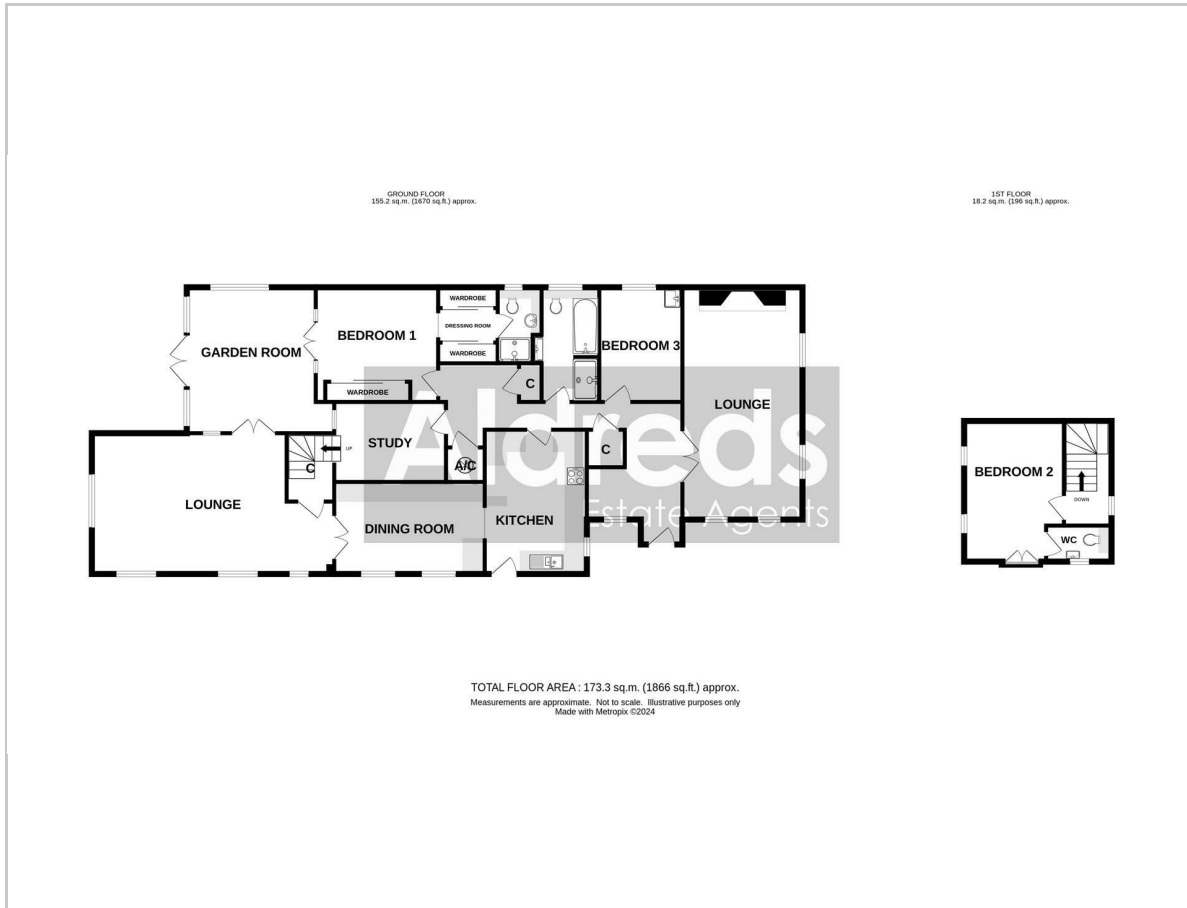 GROUND FLOOR
155.2 sq.m. (1670 sq.ft.) approx.
1ST FLOOR
18.2 sq.m. (196 sq.ft.) approx.
WARDROBE
DRESSING ROOM
WARDROBE
BEDROOM 1
GARDEN ROOM
BEDROOM 3
WARDROBE
C
LOUNGE
STUDY
UP
C
A/C
C
LOUNGE
DINING ROOM
KITCHEN
Aldreds
Estate Agents
BEDROOM 2
DOWN
WC
TOTAL FLOOR AREA : 173.3 sq.m. (1866 sq.ft.) approx.
Measurements are approximate. Not to scale. Illustrative purposes only
Made with Metropix ©2024